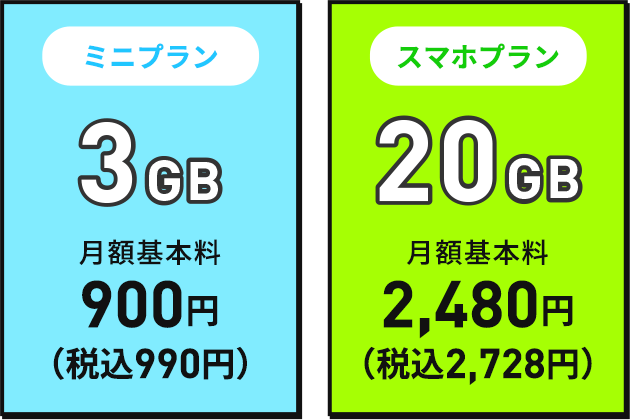 ミニプラン
3GB
月額基本料
900円
（税込990円）
スマホプラン
20GB
月額基本料
2,480円
（税込2,728円）